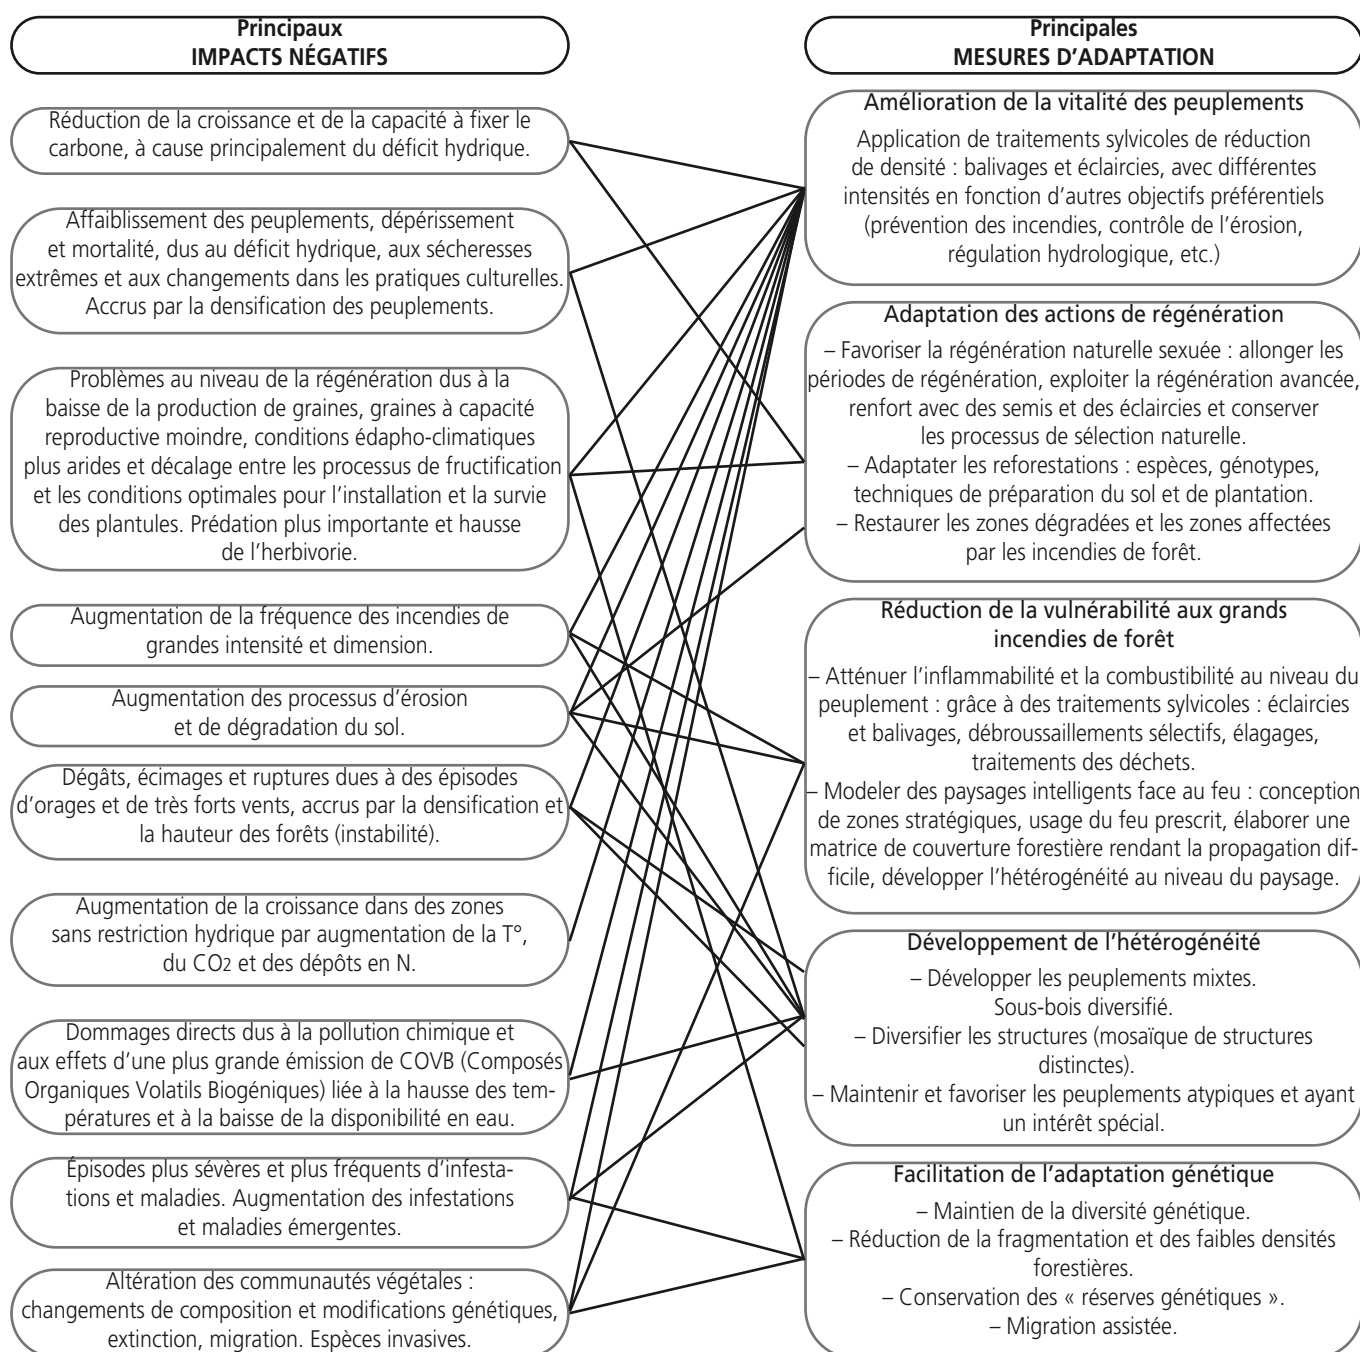 Principaux
IMPACTS NÉGATIFS
Réduction de la croissance et de la capacité à fixer le
carbone, à cause principalement du déficit hydrique.
Affaiblissement des peuplements, dépérissement
et mortalité, dus au déficit hydrique, aux sécheresses
extrêmes et aux changements dans les pratiques culturelles.
Accrus par la densification des peuplements.
Problèmes au niveau de la régénération dus à la
baisse de la production de graines, graines à capacité
reproductive moindre, conditions édapho-climatiques
plus arides et décalage entre les processus de fructification
et les conditions optimales pour l'installation et la survie
des plantules. Prédation plus importante et hausse
de l'herbivorie.
Augmentation de la fréquence des incendies de
grandes intensité et dimension.
Augmentation des processus d'érosion
et de dégradation du sol.
Dégâts, écimages et ruptures dues à des épisodes
d'orages et de très forts vents, accrus par la densification et
la hauteur des forêts (instabilité).
Augmentation de la croissance dans des zones
sans restriction hydrique par augmentation de la T°,
du CO2 et des dépôts en N.
Dommages directs dus à la pollution chimique et
aux effets d'une plus grande émission de COVB (Composés
Organiques Volatils Biogéniques) liée à la hausse des tem-
pératures et à la baisse de la disponibilité en eau.
Épisodes plus sévères et plus fréquents d'infesta-
tions et maladies. Augmentation des infestations
et maladies émergentes.
Altération des communautés végétales :
changements de composition et modifications génétiques,
extinction, migration. Espèces invasives.
Principales
MESURES D'ADAPTATION
Amélioration de la vitalité des peuplements
Application de traitements sylvicoles de réduction
de densité : balivages et éclaircies, avec différentes
intensités en fonction d'autres objectifs préférentiels
(prévention des incendies, contrôle de l'érosion,
régulation hydrologique, etc.)
Adaptation des actions de régénération
– Favoriser la régénération naturelle sexuée : allonger les
périodes de régénération, exploiter la régénération avancée,
renfort avec des semis et des éclaircies et conserver
les processus de sélection naturelle.
– Adaptater les reforestations : espèces, génotypes,
techniques de préparation du sol et de plantation.
– Restaurer les zones dégradées et les zones affectées
par les incendies de forêt.
Réduction de la vulnérabilité aux grands
incendies de forêt
– Atténuer l'inflammabilité et la combustibilité au niveau du
peuplement : grâce à des traitements sylvicoles : éclaircies
et balivages, débroussaillements sélectifs, élagages,
traitements des déchets.
– Modeler des paysages intelligents face au feu : conception
de zones stratégiques, usage du feu prescrit, élaborer une
matrice de couverture forestière rendant la propagation dif-
ficile, développer l'hétérogénéité au niveau du paysage.
Développement de l'hétérogénéité
– Développer les peuplements mixtes.
Sous-bois diversifié.
– Diversifier les structures (mosaïque de structures
distinctes).
– Maintenir et favoriser les peuplements atypiques et ayant
un intérêt spécial.
Facilitation de l'adaptation génétique
– Maintien de la diversité génétique.
– Réduction de la fragmentation et des faibles densités
forestières.
– Conservation des « réserves génétiques ».
– Migration assistée.